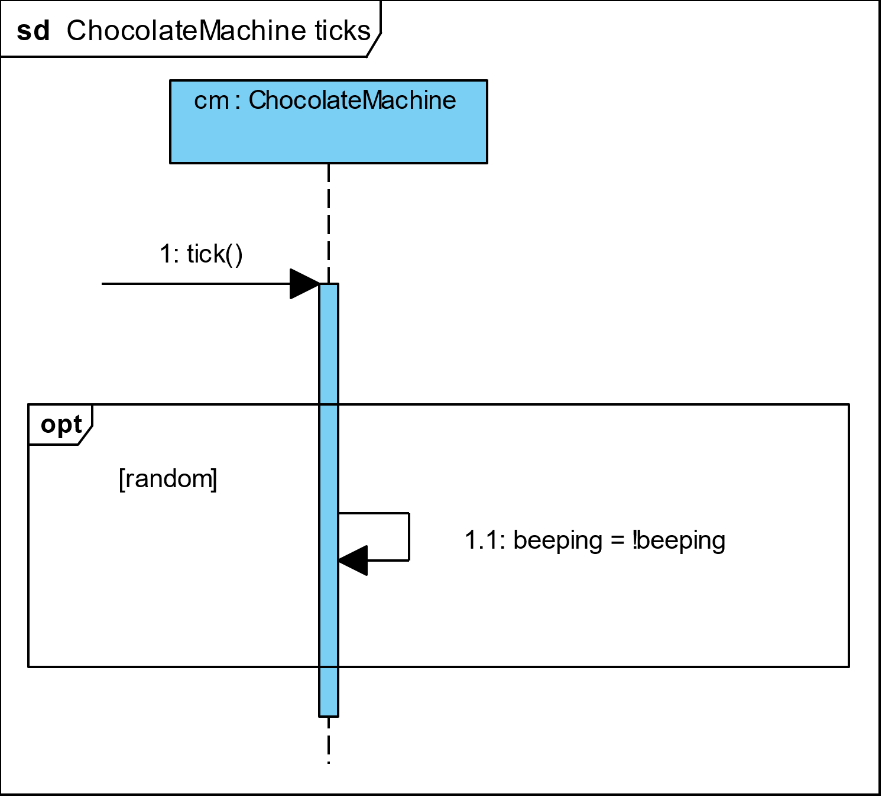 sd ChocolateMachine ticks
cm : ChocolateMachine
1: tick()
opt
[random]
1.1: beeping = !beeping